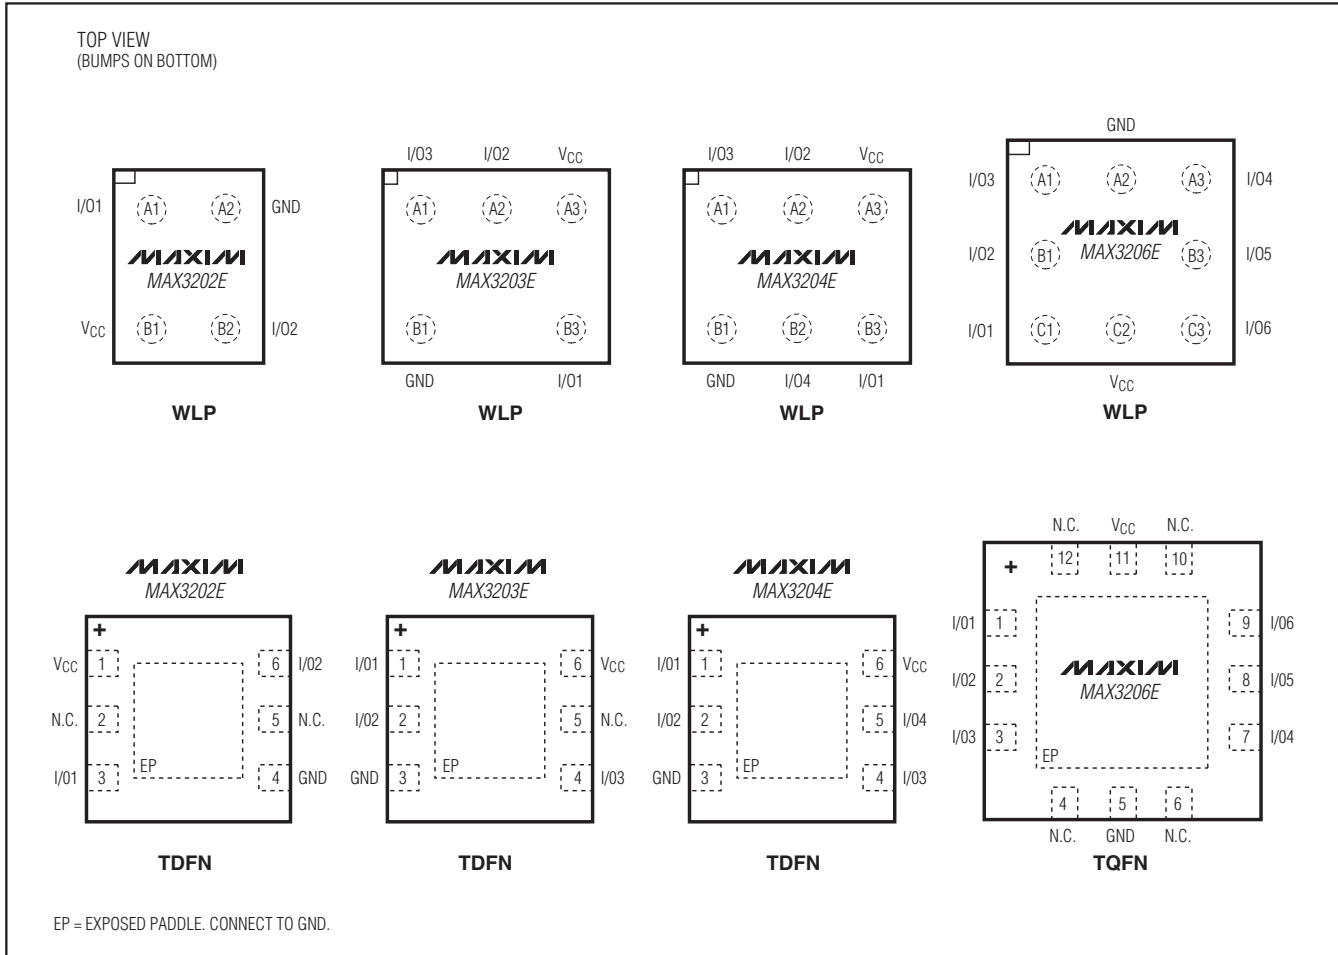 TOP VIEW
(BUMPS ON BOTTOM)
I/O3 I/O2 VCC
I/O3 I/O2 VCC
GND
I/O1 A1 A2 GND
A1 A2 A3
A1 A2 A3
I/O3 A1 A2 A3 I/O4
MAXIM
MAX3202E
MAXIM
MAX3203E
MAXIM
MAX3204E
MAXIM
MAX3206E
I/O2 B1 B3 I/O5
VCC B1 B2 I/O2
B1 B3
B1 B2 B3
I/O1 C1 C2 C3 I/O6
GND I/O1
GND I/O4 I/O1
VCC
WLP
WLP
WLP
WLP
MAXIM
MAX3202E
MAXIM
MAX3203E
MAXIM
MAX3204E
N.C. VCC N.C.
12 11 10
+
+
+
+
VCC 1 6 I/O2
N.C. 2 5 N.C.
I/O1 3 EP 4 GND
I/O1 1 6 VCC
I/O2 2 5 N.C.
GND 3 EP 4 I/O3
I/O1 1 6 VCC
I/O2 2 5 I/O4
GND 3 EP 4 I/O3
I/O1 1 9 I/O6
MAXIM
I/O2 2 MAX3206E 8 I/O5
I/O3 3 7 I/O4
EP
4 5 6
N.C. GND N.C.
TDFN
TDFN
TDFN
TQFN
EP = EXPOSED PADDLE. CONNECT TO GND.